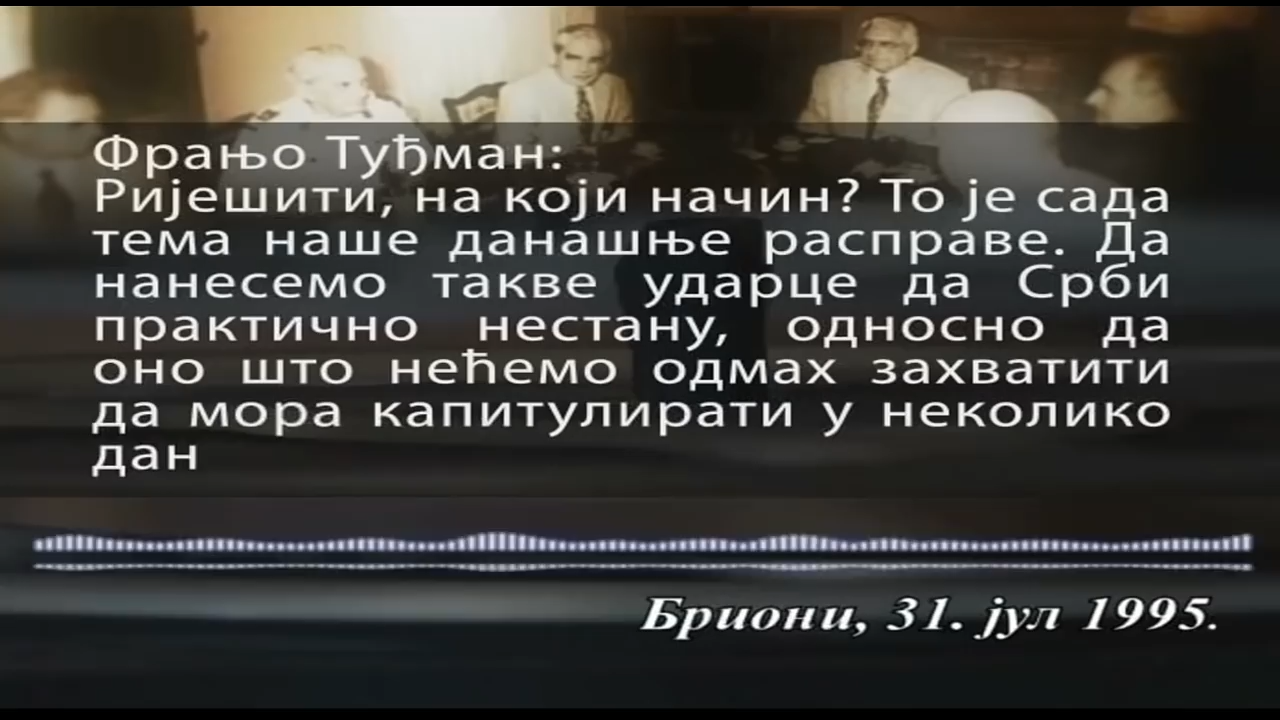 Фрањо Туђман:
Ријешити, на који начин? То је сада
тема наше данашње расправе. Да
нанесемо такве ударце да Срби
практично нестану, односно да
оно што нећемо одмах захватити
да мора капитулирати у неколико
дан
Бриони, 31. јул 1995.